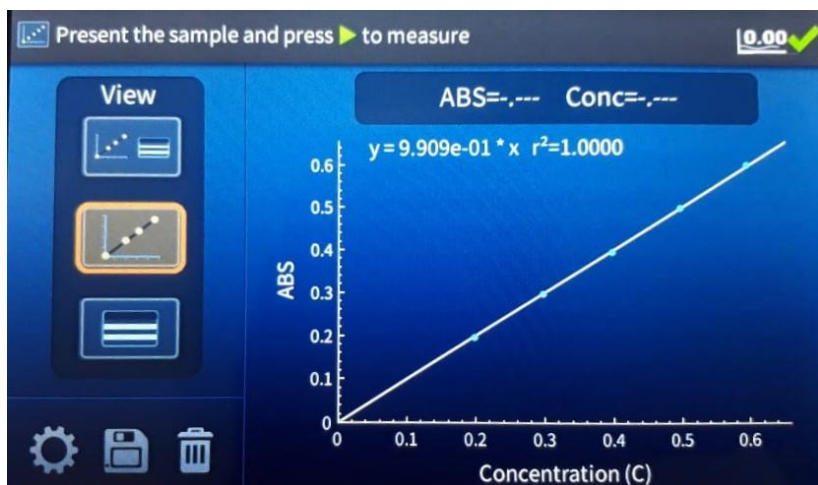 Present the sample and press ▶ to measure
0.00
View
ABS=-.--- Conc=-.---
y = 9.909e-01 * x r²=1.0000
0.6
0.5
0.4
0.3
0.2
0.1
0
ABS
0 0.1 0.2 0.3 0.4 0.5 0.6
Concentration (C)